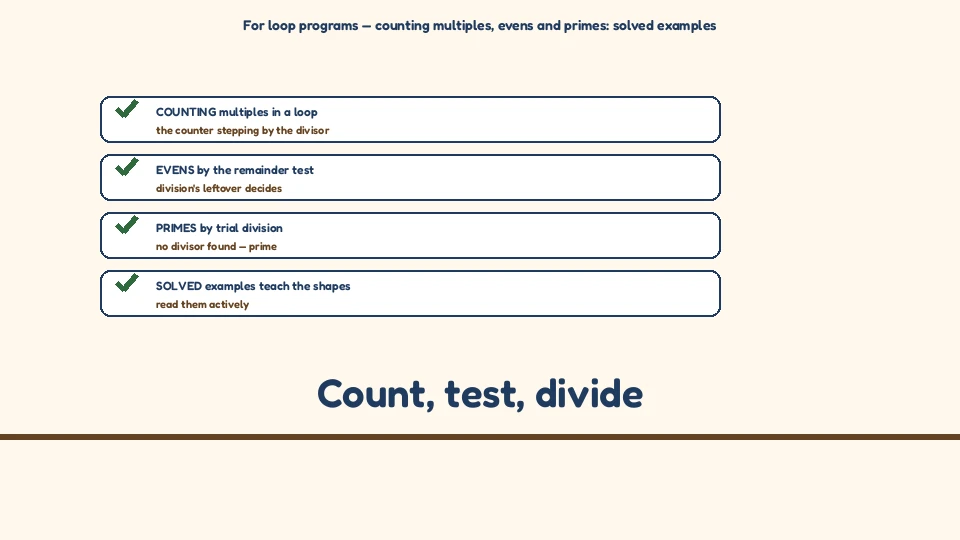 For loop programs — counting multiples, evens and primes: solved examples
COUNTING multiples in a loop
the counter stepping by the divisor
EVENS by the remainder test
division's leftover decides
PRIMES by trial division
no divisor found — prime
SOLVED examples teach the shapes
read them actively
Count, test, divide